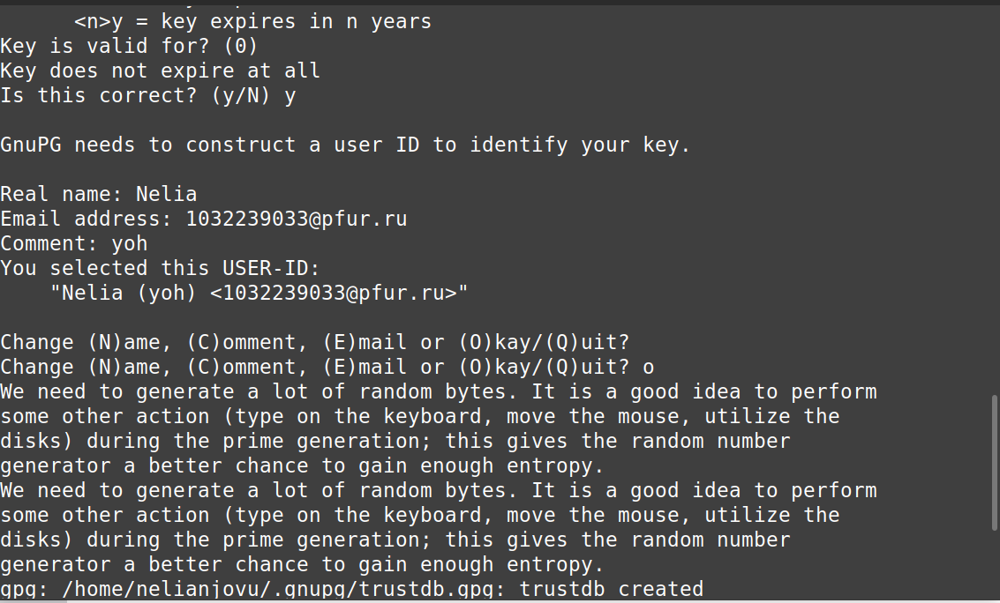 <n>y = key expires in n years
Key is valid for? (0)
Key does not expire at all
Is this correct? (y/N) y
GnuPG needs to construct a user ID to identify your key.
Real name: Nelia
Email address: 1032239033@pfur.ru
Comment: yoh
You selected this USER-ID:
"Nelia (yoh) <1032239033@pfur.ru>"
Change (N)ame, (C)omment, (E)mail or (O)kay/(Q)uit?
Change (N)ame, (C)omment, (E)mail or (O)kay/(Q)uit? o
We need to generate a lot of random bytes. It is a good idea to perform
some other action (type on the keyboard, move the mouse, utilize the
disks) during the prime generation; this gives the random number
generator a better chance to gain enough entropy.
We need to generate a lot of random bytes. It is a good idea to perform
some other action (type on the keyboard, move the mouse, utilize the
disks) during the prime generation; this gives the random number
generator a better chance to gain enough entropy.
gpg: /home/nelianjovu/.gnupg/trustdb.gpg: trustdb created